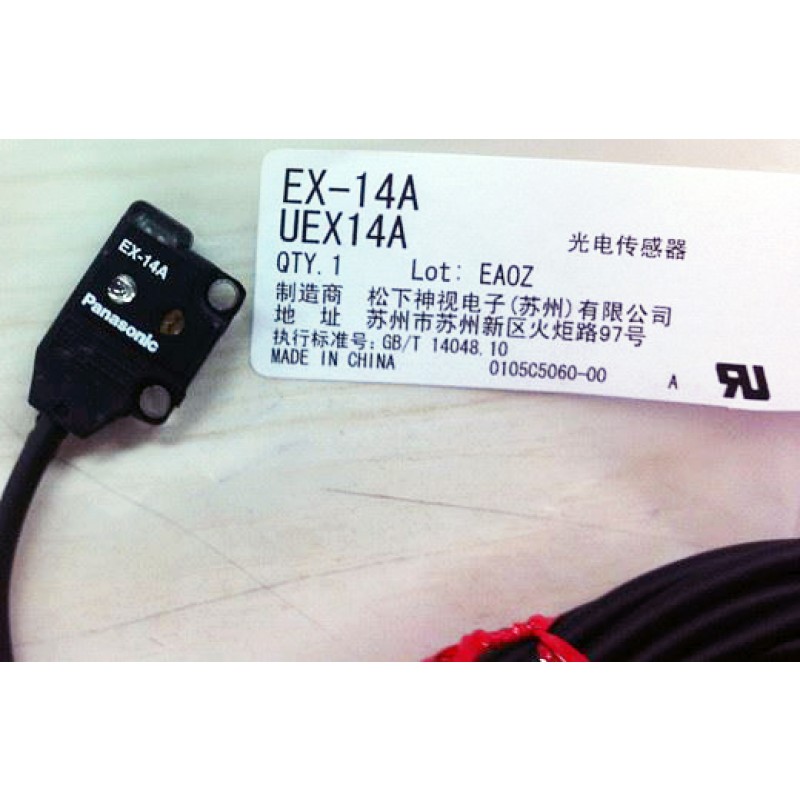 EX-14A
Panasonic
EX-14A
UEX14A
光电传感器
QTY.1 Lot: EA0Z
制造商 松下神视电子(苏州)有限公司
地 址 苏州市苏州新区火炬路97号
执行标准号: GB/T 14048.10
MADE IN CHINA 0105C5060-00 A